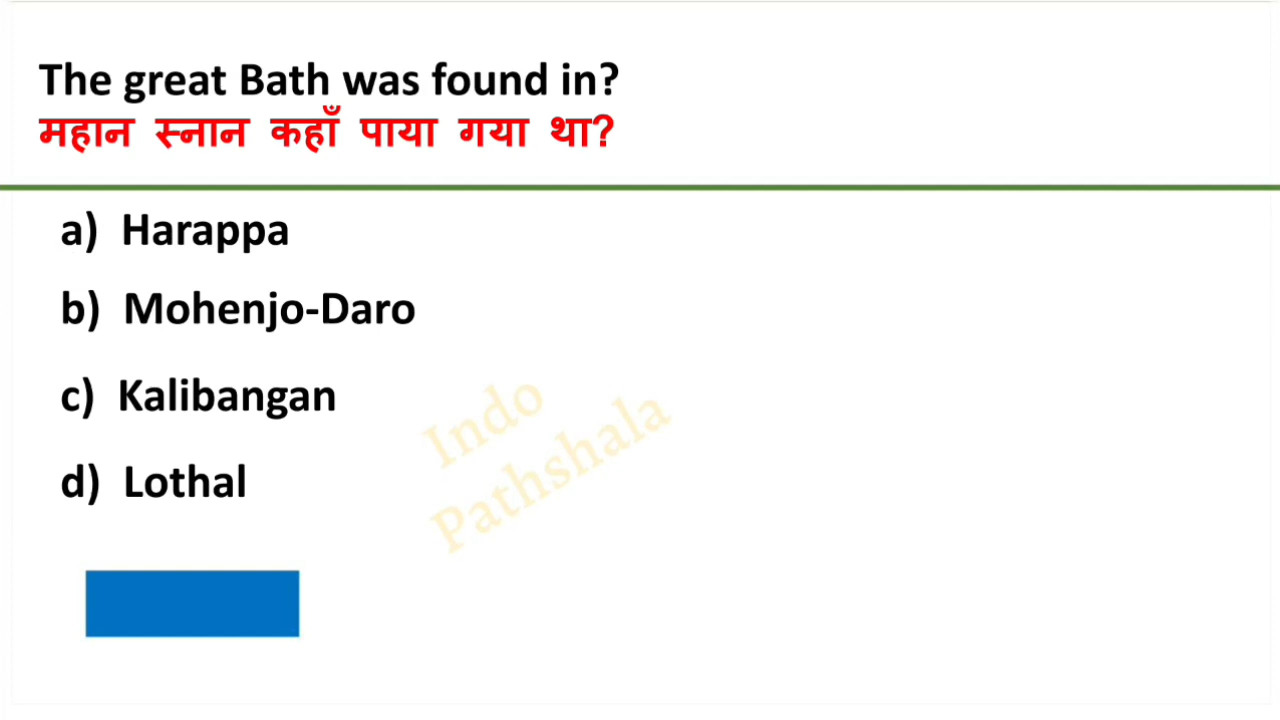 The great Bath was found in?
महान स्नान कहाँ पाया गया था?
a) Harappa
b) Mohenjo-Daro
c) Kalibangan
d) Lothal
Indo
Pathshala